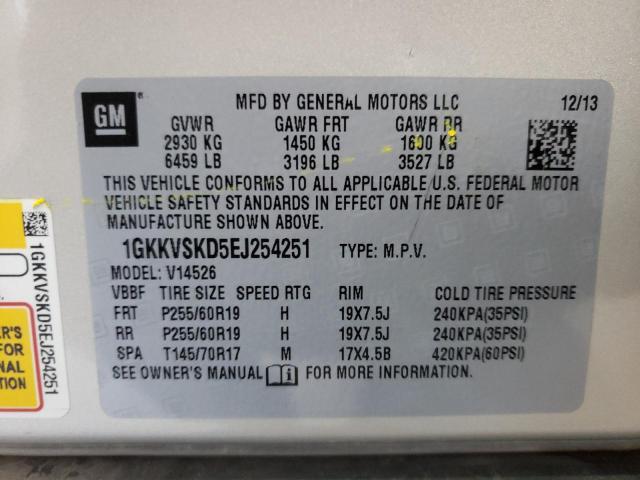 GM
MFD BY GENERAL MOTORS LLC 12/13
GVWR GAWR FRT GAWR RR
2930 KG 1450 KG 1600 KG
6459 LB 3196 LB 3527 LB
THIS VEHICLE CONFORMS TO ALL APPLICABLE U.S. FEDERAL MOTOR
VEHICLE SAFETY STANDARDS IN EFFECT ON THE DATE OF
MANUFACTURE SHOWN ABOVE.
1GKKVSKD5EJ254251 TYPE: M.P.V.
MODEL: V14526
VBBF TIRE SIZE SPEED RTG RIM COLD TIRE PRESSURE
FRT P255/60R19 H 19X7.5J 240KPA(35PSI)
RR P255/60R19 H 19X7.5J 240KPA(35PSI)
SPA T145/70R17 M 17X4.5B 420KPA(60PSI)
SEE OWNER'S MANUAL FOR MORE INFORMATION.
1GKKVSKD5EJ254251
ER'S
FOR
NAL